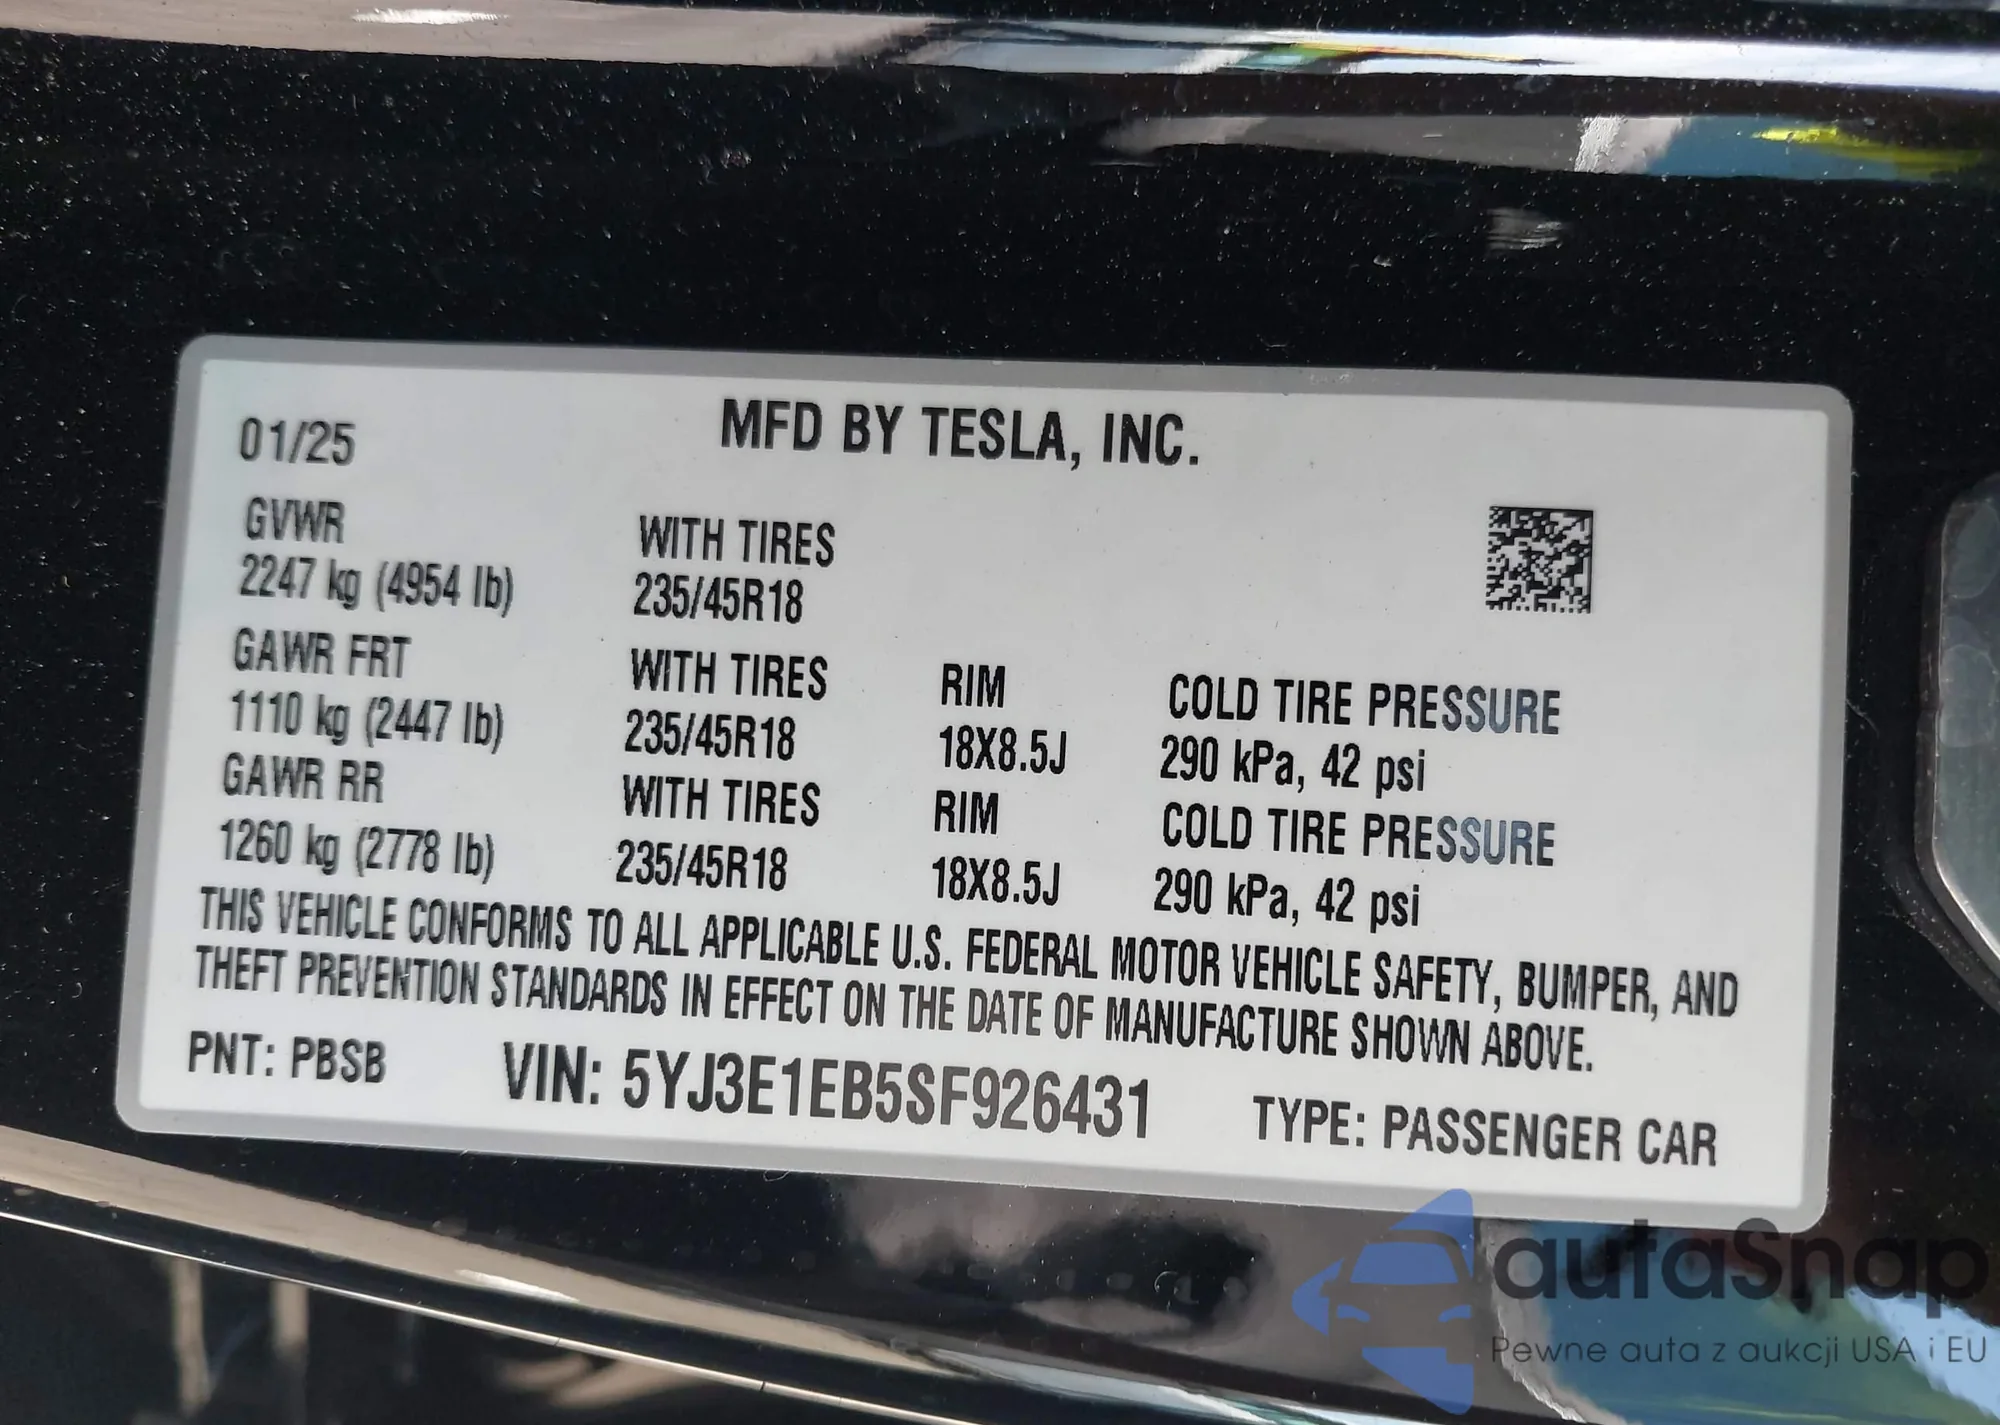 01/25 MFD BY TESLA, INC.
GVWR WITH TIRES
2247 kg (4954 lb) 235/45R18
GAWR FRT WITH TIRES RIM COLD TIRE PRESSURE
1110 kg (2447 lb) 235/45R18 18X8.5J 290 kPa, 42 psi
GAWR RR WITH TIRES RIM COLD TIRE PRESSURE
1260 kg (2778 lb) 235/45R18 18X8.5J 290 kPa, 42 psi
THIS VEHICLE CONFORMS TO ALL APPLICABLE U.S. FEDERAL MOTOR VEHICLE SAFETY, BUMPER, AND
THEFT PREVENTION STANDARDS IN EFFECT ON THE DATE OF MANUFACTURE SHOWN ABOVE.
PNT: PBSB VIN: 5YJ3E1EB5SF926431 TYPE: PASSENGER CAR
autaSnap
Pewne auta z aukcji USA i EU